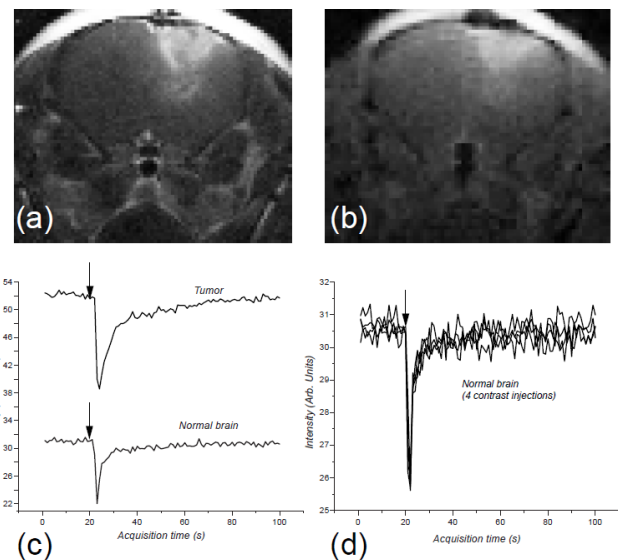 (a)
(b)
54
50
46
42
38
30
26
22
Tumor
Normal brain
0
20
40
60
80
100
Acquisition time (s)
(c)
32
31
30
29
28
27
26
25
Intensity (Arb. Units)
Normal brain
(4 contrast injections)
0
20
40
60
80
100
Acquisition time (s)
(d)